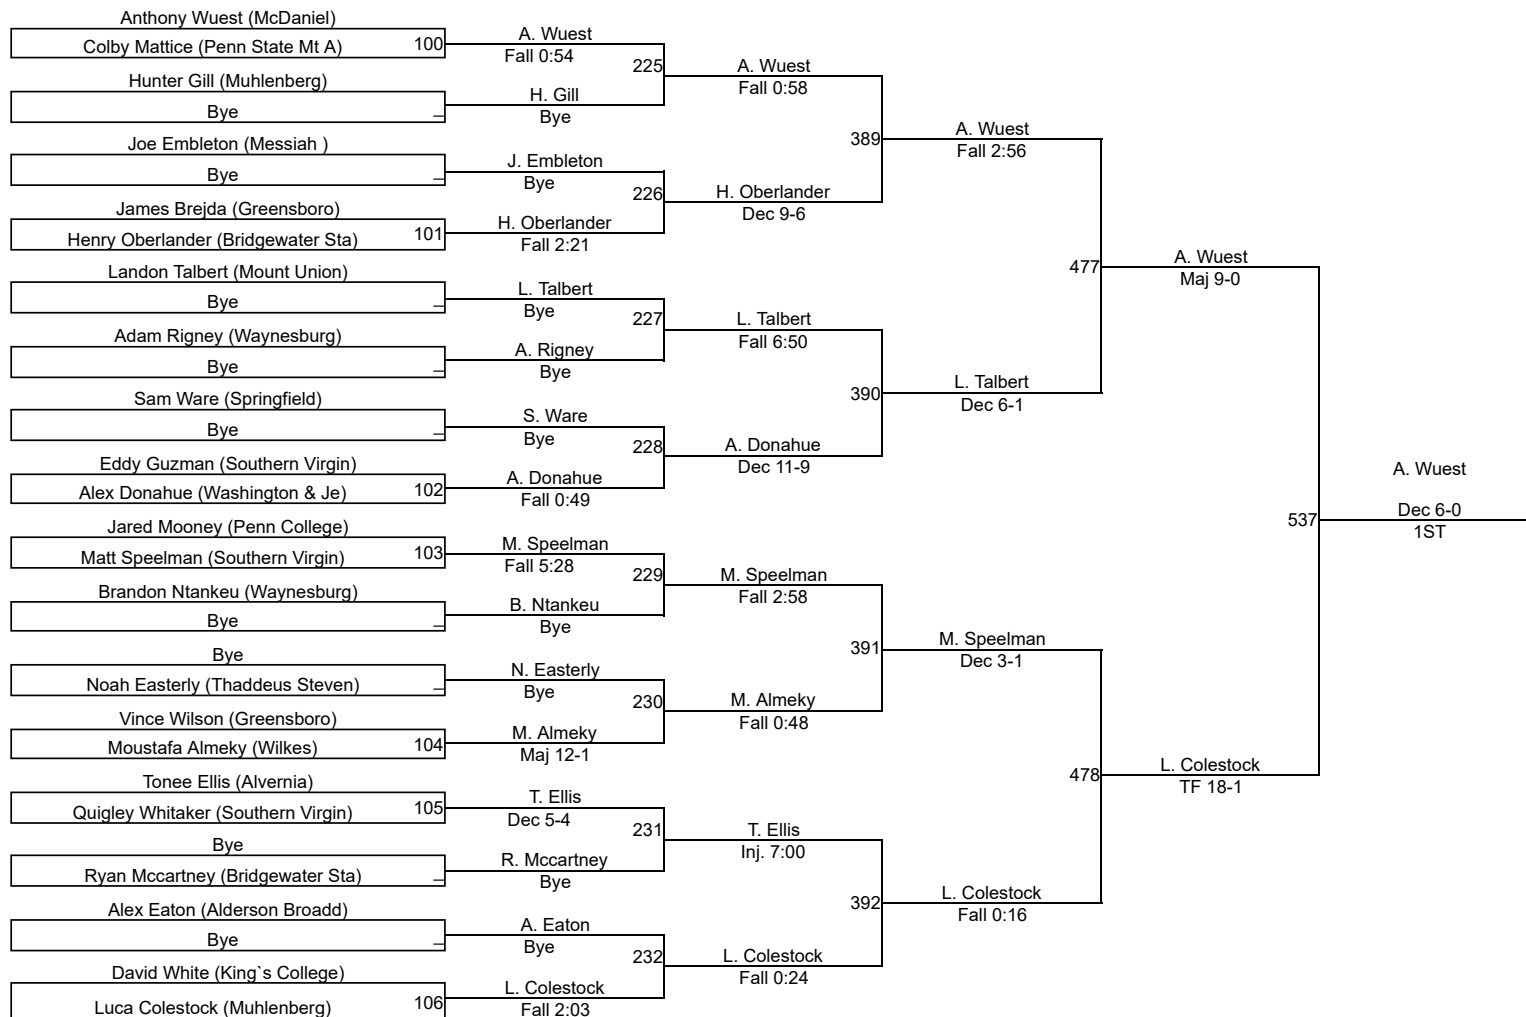 Anthony Wuest (McDaniel)
Colby Mattice (Penn State Mt A)
100
Hunter Gill (Muhlenberg)
Bye
_
Joe Embleton (Messiah )
Bye
_
James Brejda (Greensboro)
Henry Oberlander (Bridgewater Sta)
101
Landon Talbert (Mount Union)
Bye
_
Adam Rigney (Waynesburg)
Bye
_
Sam Ware (Springfield)
Bye
_
Eddy Guzman (Southern Virgin)
Alex Donahue (Washington & Je)
102
Jared Mooney (Penn College)
Matt Speelman (Southern Virgin)
103
Brandon Ntankeu (Waynesburg)
Bye
_
Bye
Noah Easterly (Thaddeus Steven)
_
Vince Wilson (Greensboro)
Moustafa Almeky (Wilkes)
104
Tonee Ellis (Alvernia)
Quigley Whitaker (Southern Virgin)
105
Bye
Ryan Mccartney (Bridgewater Sta)
_
Alex Eaton (Alderson Broadd)
Bye
_
David White (King`s College)
Luca Colestock (Muhlenberg)
106
A. Wuest
Fall 0:54
225
H. Gill
Bye
J. Embleton
Bye
226
H. Oberlander
Fall 2:21
L. Talbert
Bye
227
A. Rigney
Bye
S. Ware
Bye
228
A. Donahue
Fall 0:49
M. Speelman
Fall 5:28
229
B. Ntankeu
Bye
N. Easterly
Bye
230
M. Almeky
Maj 12-1
T. Ellis
Dec 5-4
231
R. Mccartney
Bye
A. Eaton
Bye
232
L. Colestock
Fall 2:03
A. Wuest
Fall 0:58
389
H. Oberlander
Dec 9-6
L. Talbert
Fall 6:50
390
A. Donahue
Dec 11-9
M. Speelman
Fall 2:58
391
M. Almeky
Fall 0:48
T. Ellis
Inj. 7:00
392
L. Colestock
Fall 0:24
A. Wuest
Fall 2:56
477
L. Talbert
Dec 6-1
M. Speelman
Dec 3-1
478
L. Colestock
Fall 0:16
A. Wuest
Maj 9-0
537
L. Colestock
TF 18-1
A. Wuest
Dec 6-0
1ST